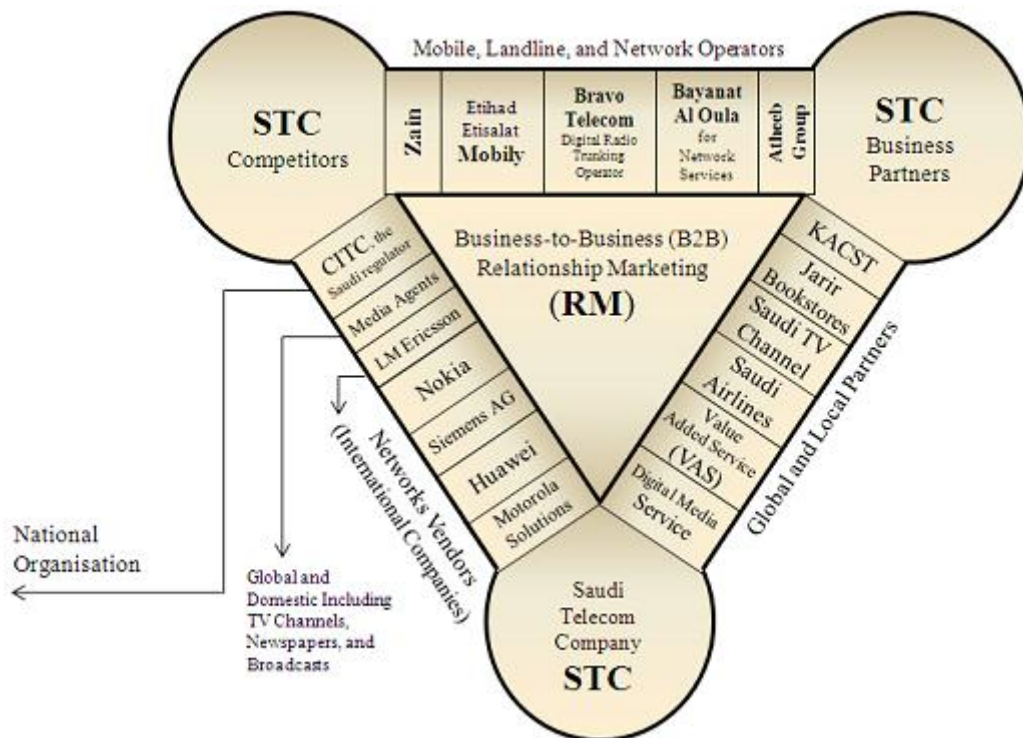 Mobile, Landline, and Network Operators
STC
Competitors
Zain
Etihad
Etisalat
Mobily
Bravo
Telecom
Digital Radio
Trunking
Operator
Bayanat
Al Oula
for
Network
Services
Atheeb
Group
STC
Business
Partners
Business-to-Business (B2B)
Relationship Marketing
(RM)
CITC, the
Saudi regulator
Media Agents
LM Ericsson
Nokia
Siemens AG
Huawei
Motorola
Solutions
KACST
Jarir
Bookstores
Saudi TV
Channel
Saudi
Airlines
Value
Added Service
(VAS)
Digital Media
Service
Global and Local Partners
Networks Vendors
(International Companies)
National
Organisation
Global and
Domestic Including
TV Channels,
Newspapers, and
Broadcasts
Saudi
Telecom
Company
STC